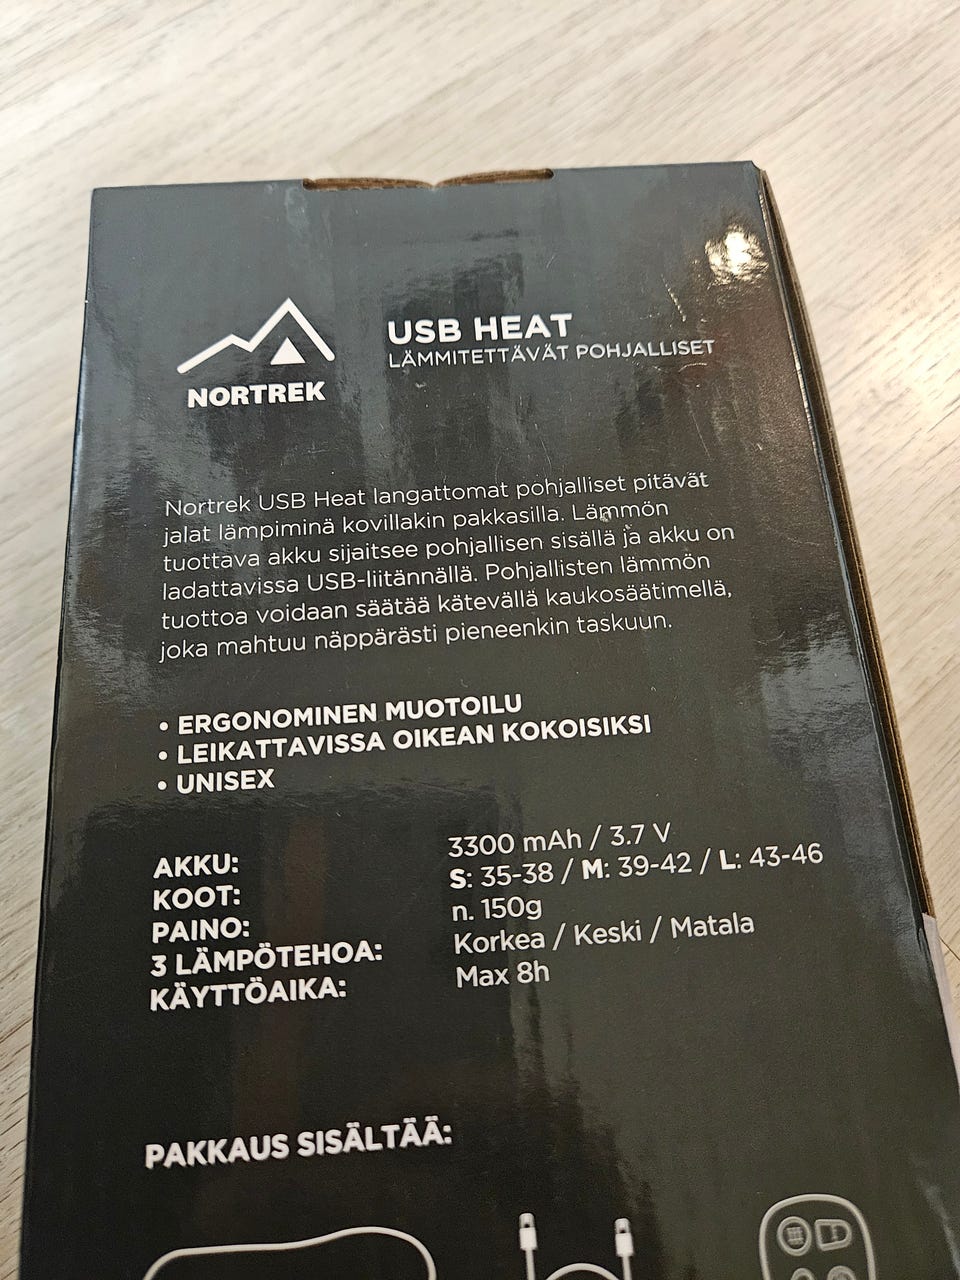 NORTREK
USB HEAT
LÄMMITETTÄVÄT POHJALLISET
Nortrek USB Heat langattomat pohjalliset pitävät
jalat lämpiminä kovillakin pakkasilla. Lämmön
tuottava akku sijaitsee pohjallisen sisällä ja akku on
ladattavissa USB-liitännällä. Pohjallisten lämmön
tuottoa voidaan säätää kätevällä kaukosäätimellä,
joka mahtuu näppärästi pieneenkin taskuun.
• ERGONOMINEN MUOTOILU
• LEIKATTAVISSA OIKEAN KOKOISIKSI
• UNISEX
AKKU: 3300 mAh / 3.7 V
KOOT: S: 35-38 / M: 39-42 / L: 43-46
PAINO: n. 150g
3 LÄMPÖTEHOA: Korkea / Keski / Matala
KÄYTTÖAIKA: Max 8h
PAKKAUS SISÄLTÄÄ: